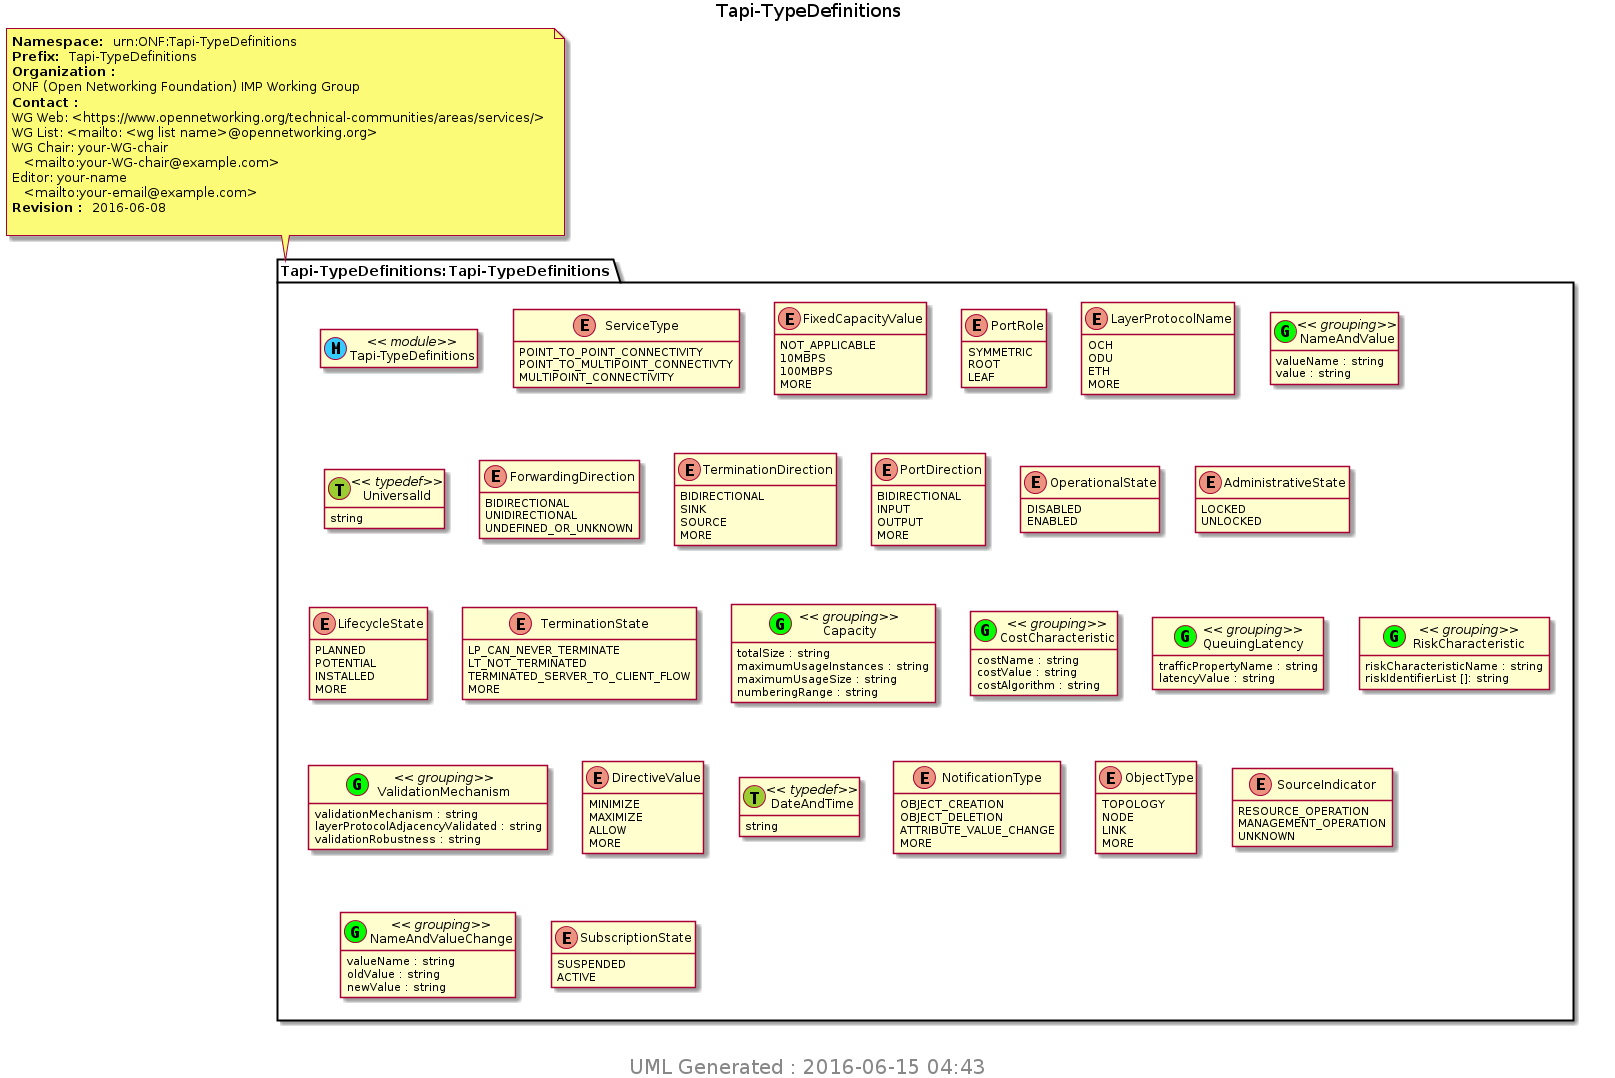 Tapi-TypeDefinitions
Namespace: urn:ONF:Tapi-TypeDefinitions
Prefix: Tapi-TypeDefinitions
Organization :
ONF (Open Networking Foundation) IMP Working Group
Contact :
WG Web: <https://www.opennetworking.org/technical-communities/areas/services/>
WG List: <mailto: <wg list name>@opennetworking.org>
WG Chair: your-WG-chair
<mailto:your-WG-chair@example.com>
Editor: your-name
<mailto:your-email@example.com>
Revision : 2016-06-08
Tapi-TypeDefinitions:Tapi-TypeDefinitions
M
<< module>>
Tapi-TypeDefinitions
E ServiceType
POINT_TO_POINT_CONNECTIVITY
POINT_TO_MULTIPOINT_CONNECTIVTY
MULTIPOINT_CONNECTIVITY
E FixedCapacityValue
NOT_APPLICABLE
10MBPS
100MBPS
MORE
E PortRole
SYMMETRIC
ROOT
LEAF
E LayerProtocolName
OCH
ODU
ETH
MORE
G
<< grouping>>
NameAndValue
valueName : string
value : string
T
<< typedef>>
UniversalId
string
E ForwardingDirection
BIDIRECTIONAL
UNIDIRECTIONAL
UNDEFINED_OR_UNKNOWN
E TerminationDirection
BIDIRECTIONAL
SINK
SOURCE
MORE
E PortDirection
BIDIRECTIONAL
INPUT
OUTPUT
MORE
E OperationalState
DISABLED
ENABLED
E AdministrativeState
LOCKED
UNLOCKED
E LifecycleState
PLANNED
POTENTIAL
INSTALLED
MORE
E TerminationState
LP_CAN_NEVER_TERMINATE
LT_NOT_TERMINATED
TERMINATED_SERVER_TO_CLIENT_FLOW
MORE
G
<< grouping>>
Capacity
totalSize : string
maximumUsageInstances : string
maximumUsageSize : string
numberingRange : string
G
<< grouping>>
CostCharacteristic
costName : string
costValue : string
costAlgorithm : string
G
<< grouping>>
QueuingLatency
trafficPropertyName : string
latencyValue : string
G
<< grouping>>
RiskCharacteristic
riskCharacteristicName : string
riskIdentifierList []: string
G
<< grouping>>
ValidationMechanism
validationMechanism : string
layerProtocolAdjacencyValidated : string
validationRobustness : string
E DirectiveValue
MINIMIZE
MAXIMIZE
ALLOW
MORE
T
<< typedef>>
DateAndTime
string
E NotificationType
OBJECT_CREATION
OBJECT_DELETION
ATTRIBUTE_VALUE_CHANGE
MORE
E ObjectType
TOPOLOGY
NODE
LINK
MORE
E SourceIndicator
RESOURCE_OPERATION
MANAGEMENT_OPERATION
UNKNOWN
G
<< grouping>>
NameAndValueChange
valueName : string
oldValue : string
newValue : string
E SubscriptionState
SUSPENDED
ACTIVE
UML Generated : 2016-06-15 04:43